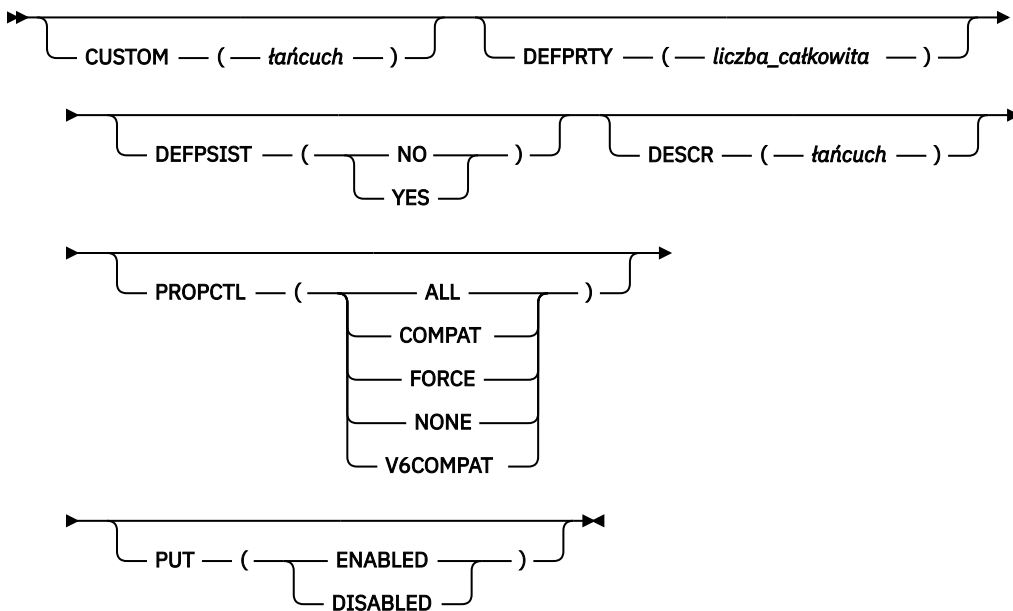 CUSTOM ( łańcuch ) DEFPRTY ( liczba_całkowita )
DEFPSIST ( NO ) DESCR ( łańcuch )
YES
PROPCTL ( ALL )
COMPAT
FORCE
NONE
V6COMPAT
PUT ( ENABLED )
DISABLED